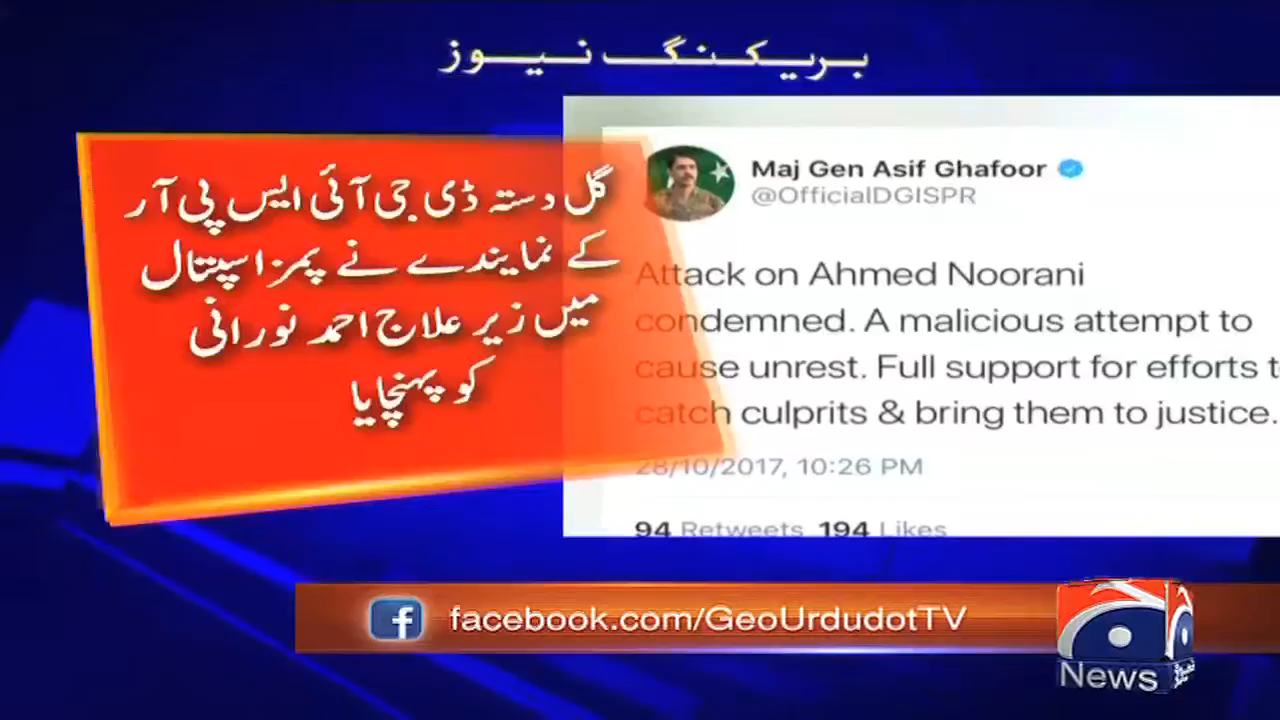 بریکنگ نیوز
گل دستہ ڈی جی آئی ایس پی آر
کے نمایندے نے پمز اسپتال
میں زیر علاج احمد نورانی
کو پہنچایا
Maj Gen Asif Ghafoor
@OfficialDGISPR
Attack on Ahmed Noorani
condemned. A malicious attempt to
cause unrest. Full support for efforts t
catch culprits & bring them to justice.
28/10/2017, 10:26 PM
94 Retweets 194 Likes
facebook.com/GeoUrdudotTV
News نیوز